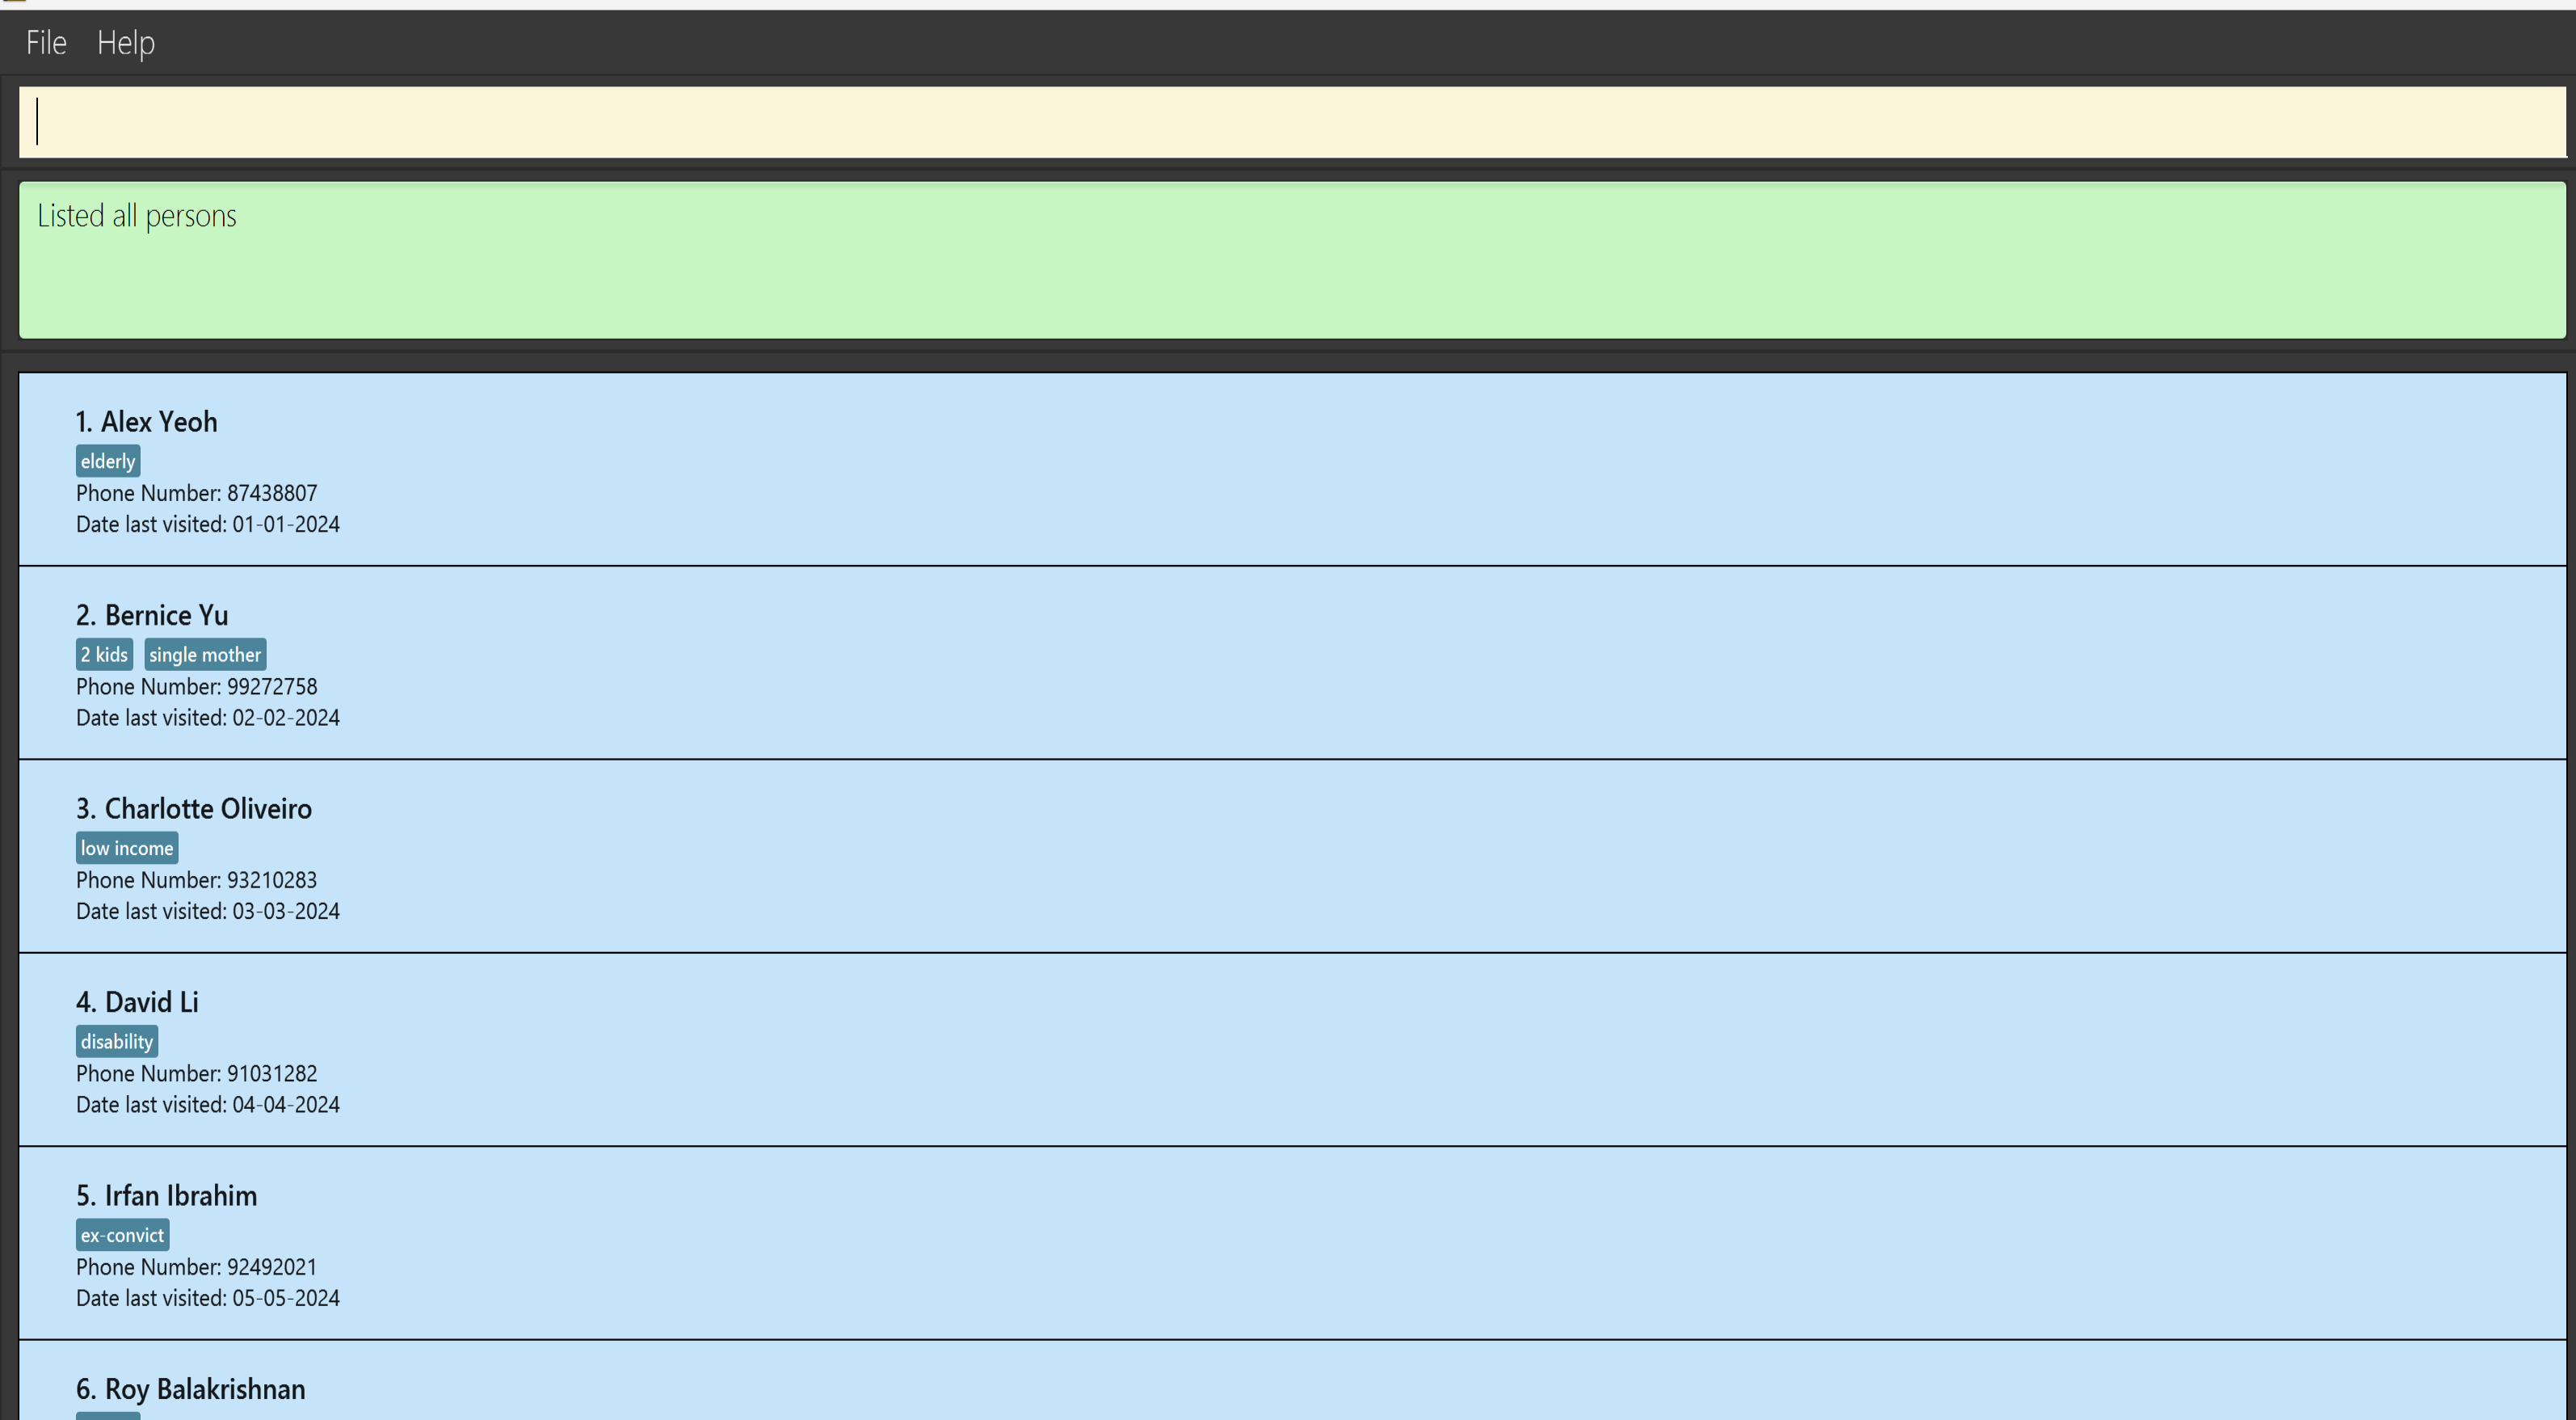 File Help
Listed all persons
1. Alex Yeoh
elderly
Phone Number: 87438807
Date last visited: 01-01-2024
2. Bernice Yu
2 kids single mother
Phone Number: 99272758
Date last visited: 02-02-2024
3. Charlotte Oliveiro
low income
Phone Number: 93210283
Date last visited: 03-03-2024
4. David Li
disability
Phone Number: 91031282
Date last visited: 04-04-2024
5. Irfan Ibrahim
ex-convict
Phone Number: 92492021
Date last visited: 05-05-2024
6. Roy Balakrishnan